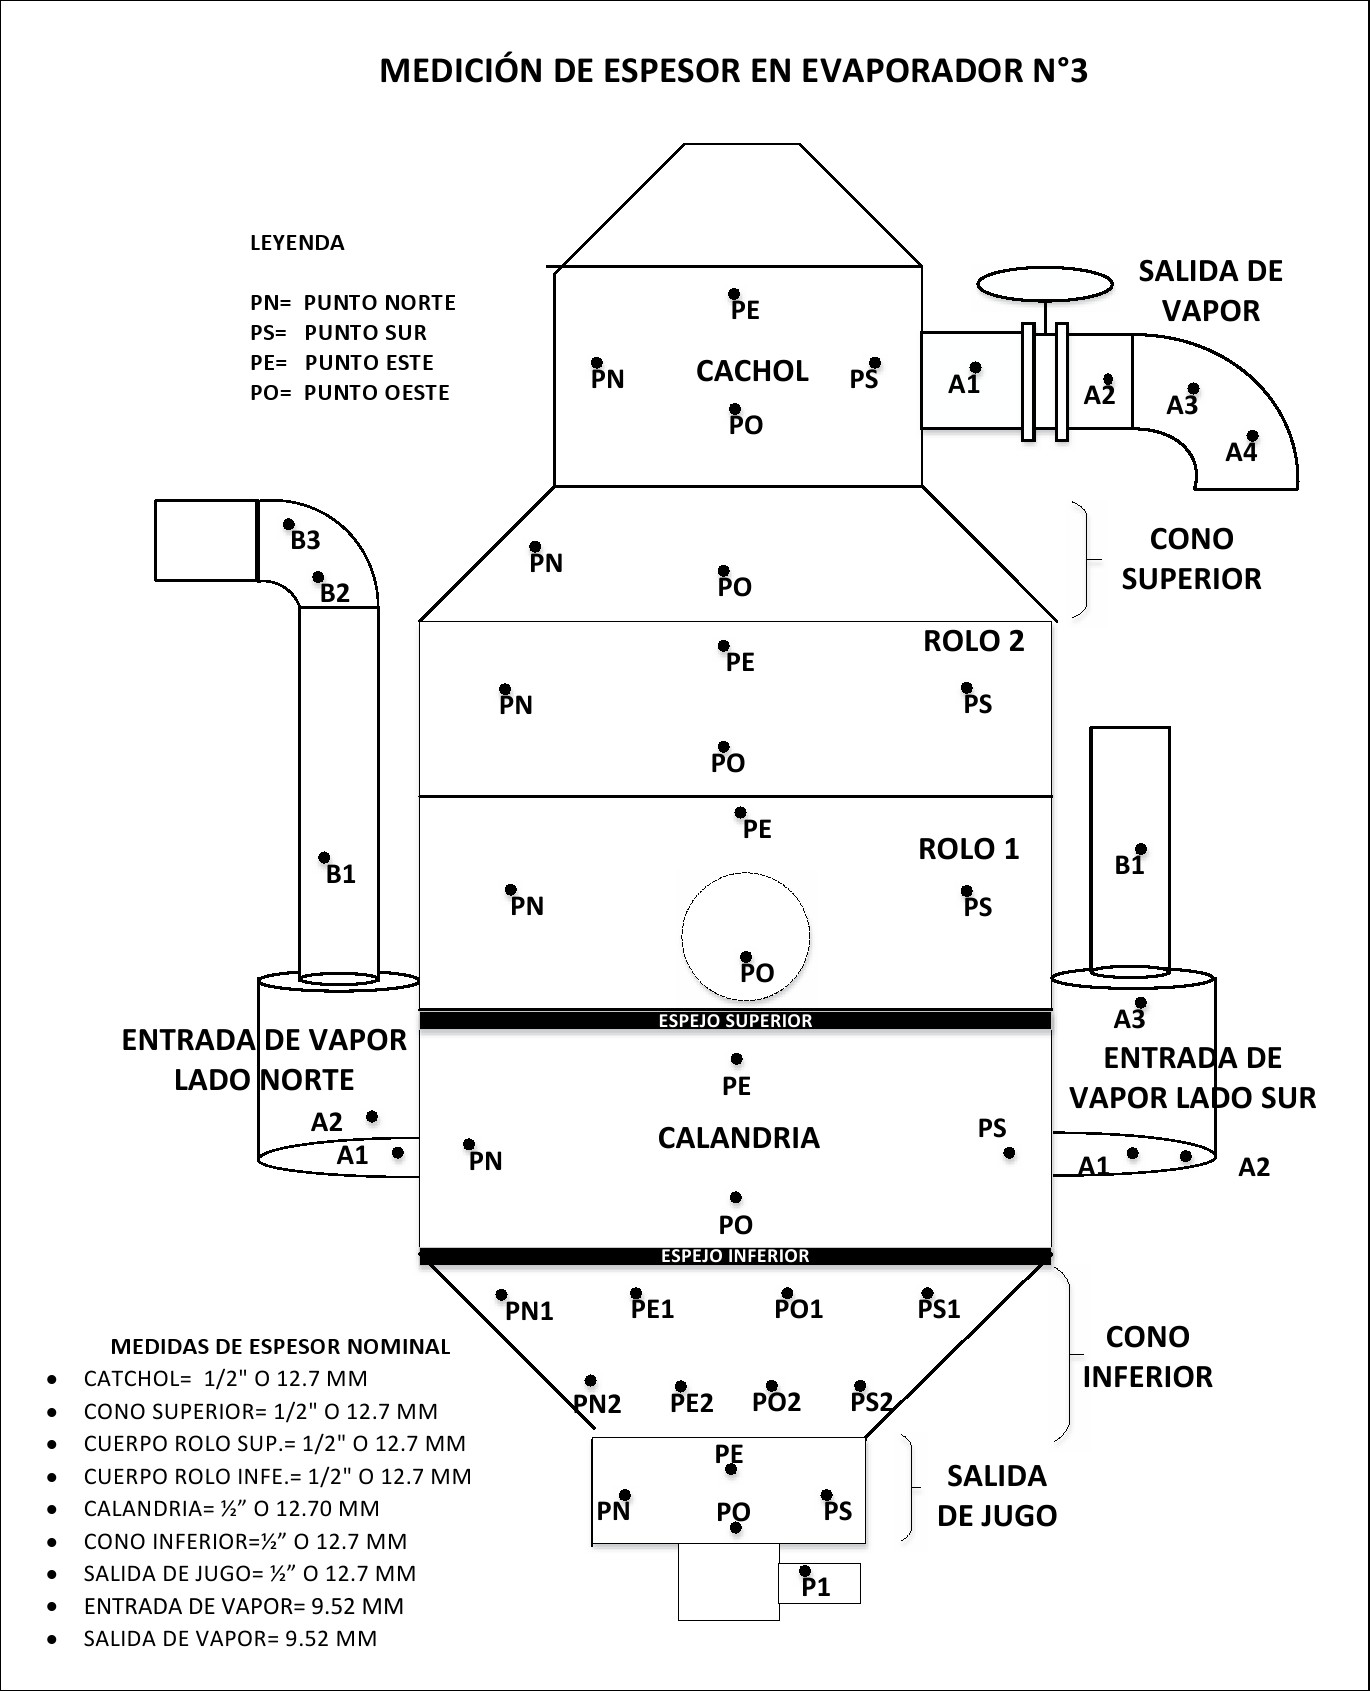 MEDICIÓN DE ESPESOR EN EVAPORADOR N°3
LEYENDA
PN= PUNTO NORTE
PS= PUNTO SUR
PE= PUNTO ESTE
PO= PUNTO OESTE
SALIDA DE
VAPOR
PE
PN
CACHOL
PS
PO
A1
A2
A3
A4
B3
B2
B1
CONO
SUPERIOR
PN
PO
ROLO 2
PE
PN
PS
PO
PE
ROLO 1
PN
PS
PO
B1
ESPEJO SUPERIOR
ENTRADA DE VAPOR
LADO NORTE
A2
A1
A3
ENTRADA DE
VAPOR LADO SUR
A1
A2
PE
CALANDRIA
PS
PN
PO
ESPEJO INFERIOR
PN1
PE1
PO1
PS1
PN2
PE2
PO2
PS2
CONO
INFERIOR
PE
PN
PO
PS
SALIDA
DE JUGO
P1
MEDIDAS DE ESPESOR NOMINAL
• CATCHOL= 1/2" O 12.7 MM
• CONO SUPERIOR= 1/2" O 12.7 MM
• CUERPO ROLO SUP.= 1/2" O 12.7 MM
• CUERPO ROLO INFE.= 1/2" O 12.7 MM
• CALANDRIA= ½” O 12.70 MM
• CONO INFERIOR=½” O 12.7 MM
• SALIDA DE JUGO= ½” O 12.7 MM
• ENTRADA DE VAPOR= 9.52 MM
• SALIDA DE VAPOR= 9.52 MM